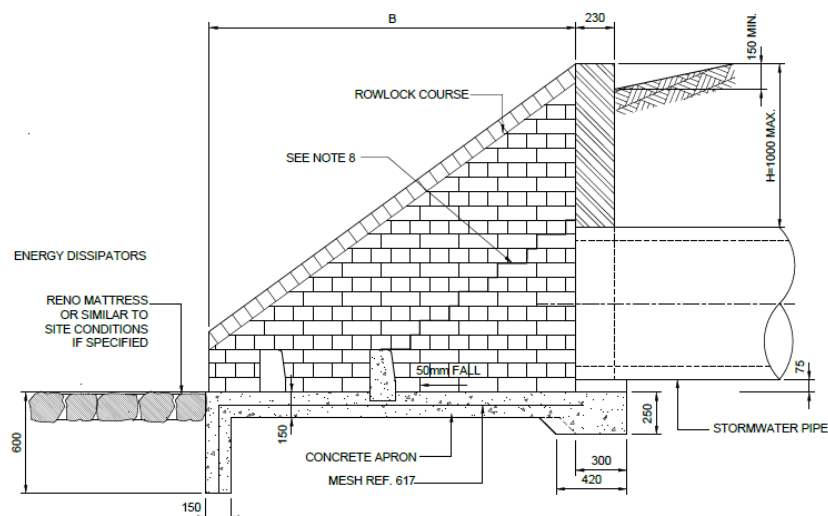 B
230
150 MIN.
ROWLOCK COURSE
SEE NOTE 8
H=1000 MAX.
ENERGY DISSIPATORS
RENO MATTRESS
OR SIMILAR TO
SITE CONDITIONS
IF SPECIFIED
50mm FALL
75
600
150
250
STORMWATER PIPE
CONCRETE APRON
MESH REF. 617
300
420
150